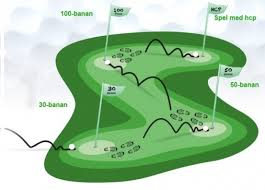 100-banan
100
HCP
Spel med hcp
50
50-banan
30
30-banan